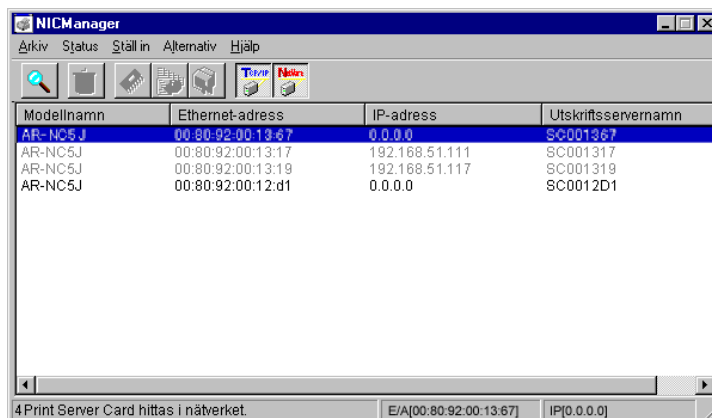 NICManager
Arkiv Status Ställ in Alternativ Hjälp
TCP/IP NetWare
Modellnamn Ethernet-adress IP-adress Utskriftsservernamn
AR-NC5J 00:80:92:00:13:67 0.0.0.0 SC001367
AR-NC5J 00:80:92:00:13:17 192.168.51.111 SC001317
AR-NC5J 00:80:92:00:13:19 192.168.51.117 SC001319
AR-NC5J 00:80:92:00:12:d1 0.0.0.0 SC0012D1
4 Print Server Card hittas i nätverket. E/A[00:80:92:00:13:67] IP[0.0.0.0]